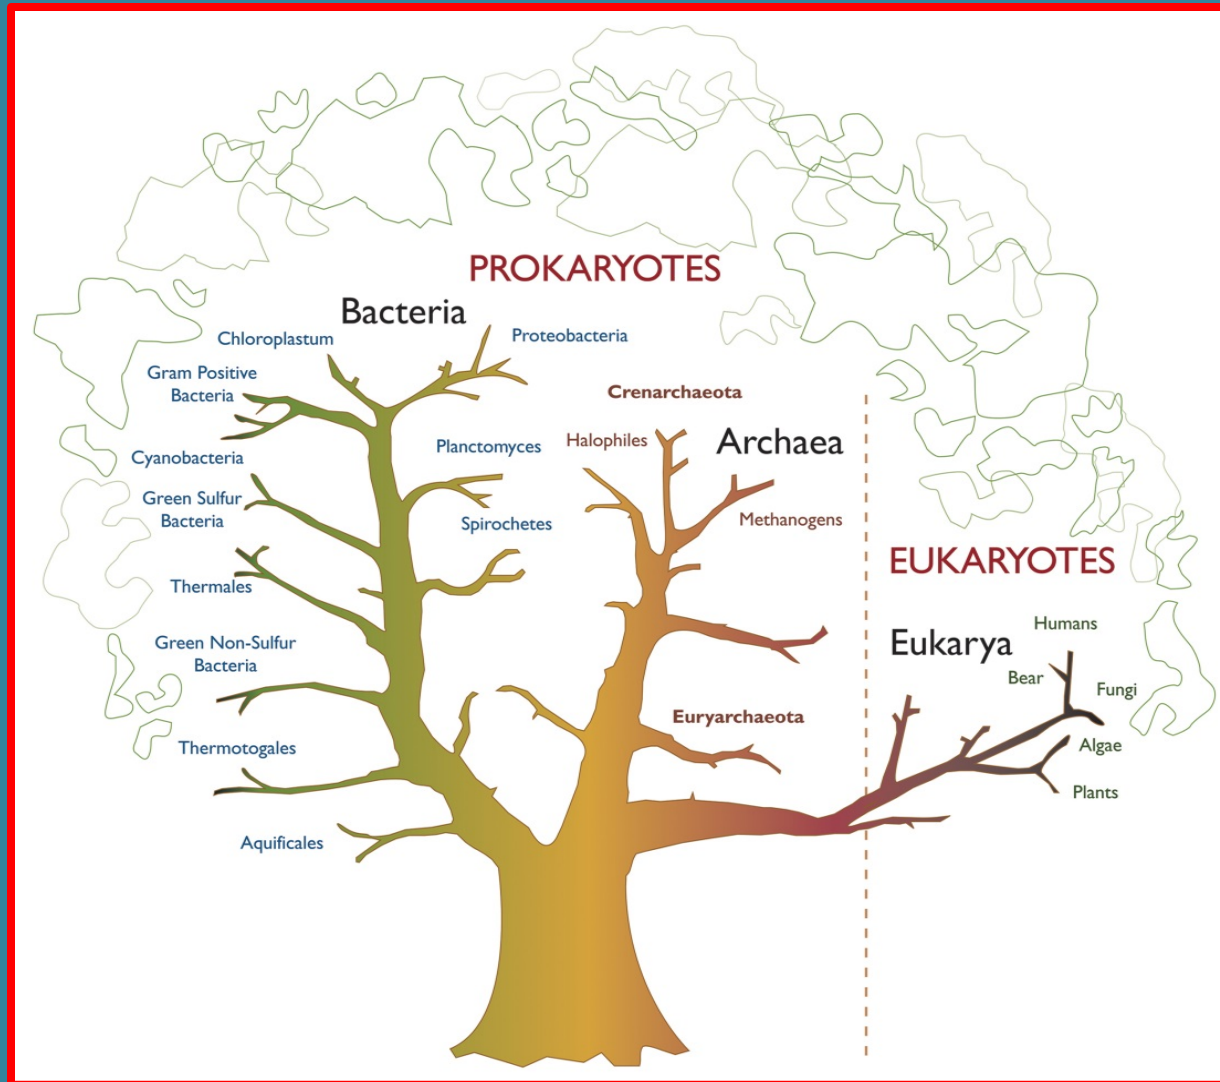 PROKARYOTES
Bacteria
Chloroplastum
Proteobacteria
Gram Positive
Bacteria
Cyanobacteria
Planctomyces
Green Sulfur
Bacteria
Spirochetes
Thermales
Green Non-Sulfur
Bacteria
Thermotogales
Aquificales
Crenarchaeota
Halophiles
Archaea
Methanogens
Euryarchaeota
EUKARYOTES
Eukarya
Humans
Bear
Fungi
Algae
Plants